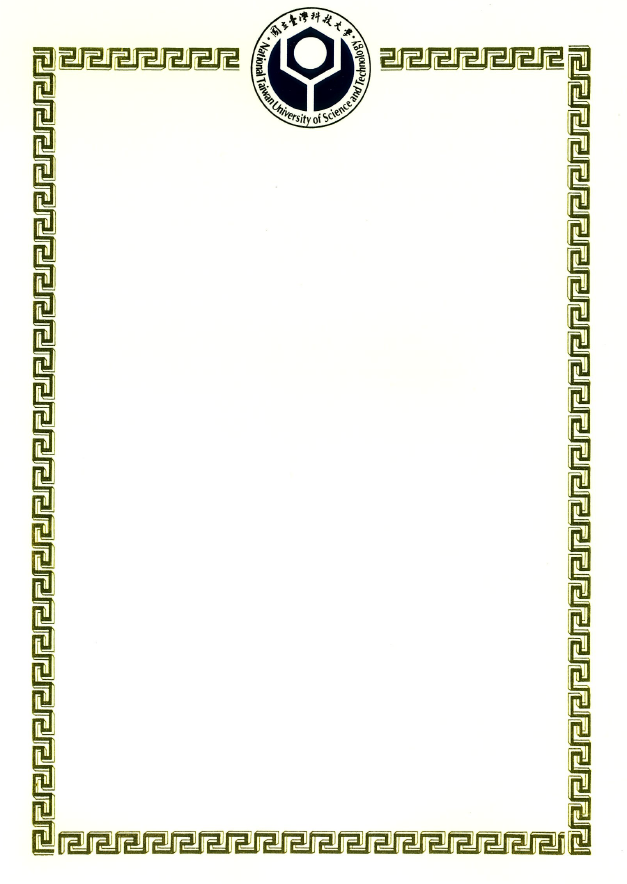 國立臺灣科技大學
National Taiwan University of Science and Technology